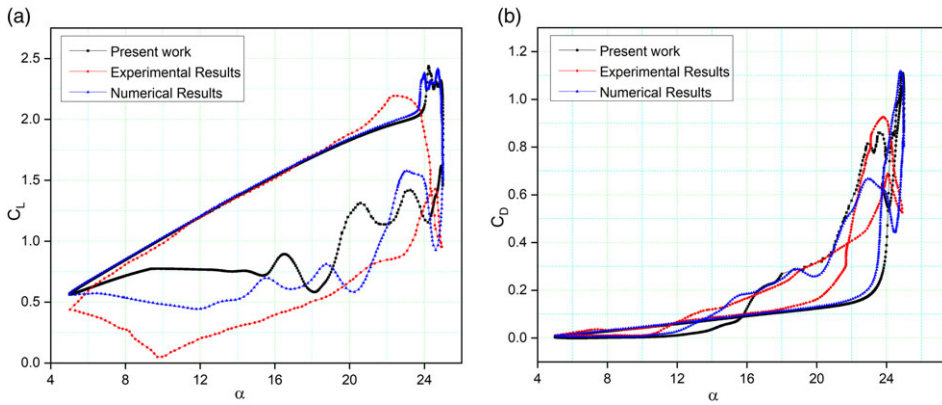 (a)
2.5
2.0
1.5
1.0
0.5
0.0
C_L
4 8 12 16 20 24
α
Present work
Experimental Results
Numerical Results
(b)
1.2
1.0
0.8
0.6
0.4
0.2
0.0
C_D
4 8 12 16 20 24
α
Present work
Experimental Results
Numerical Results